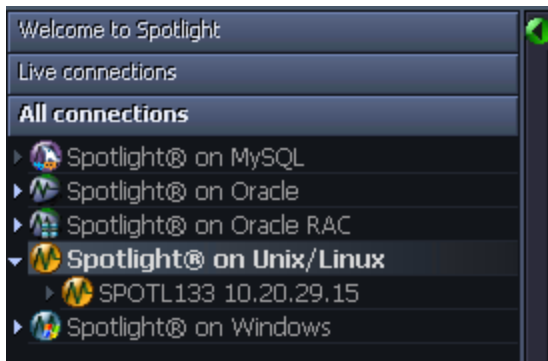 Welcome to Spotlight
Live connections
All connections
Spotlight® on MySQL
Spotlight® on Oracle
Spotlight® on Oracle RAC
Spotlight® on Unix/Linux
SPOTL133 10.20.29.15
Spotlight® on Windows